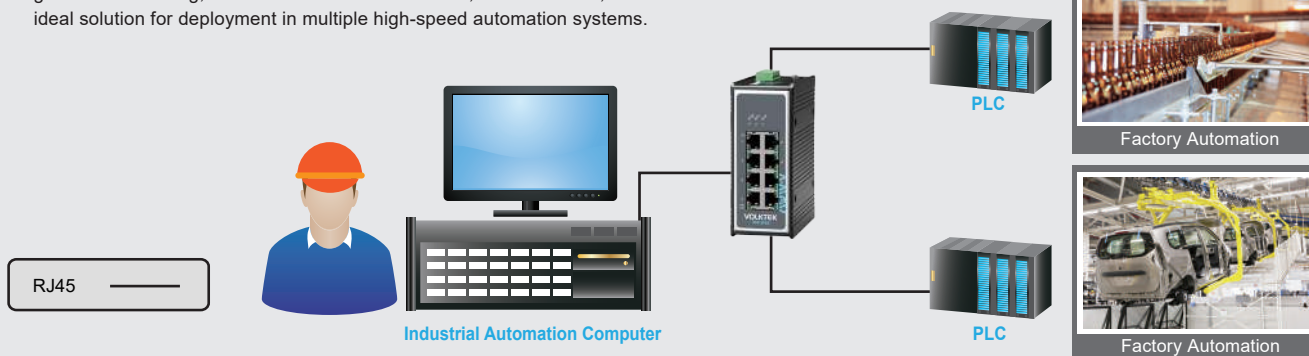 ideal solution for deployment in multiple high-speed automation systems.
PLC
Factory Automation
VOLKTEK
RJ45
Industrial Automation Computer
PLC
Factory Automation